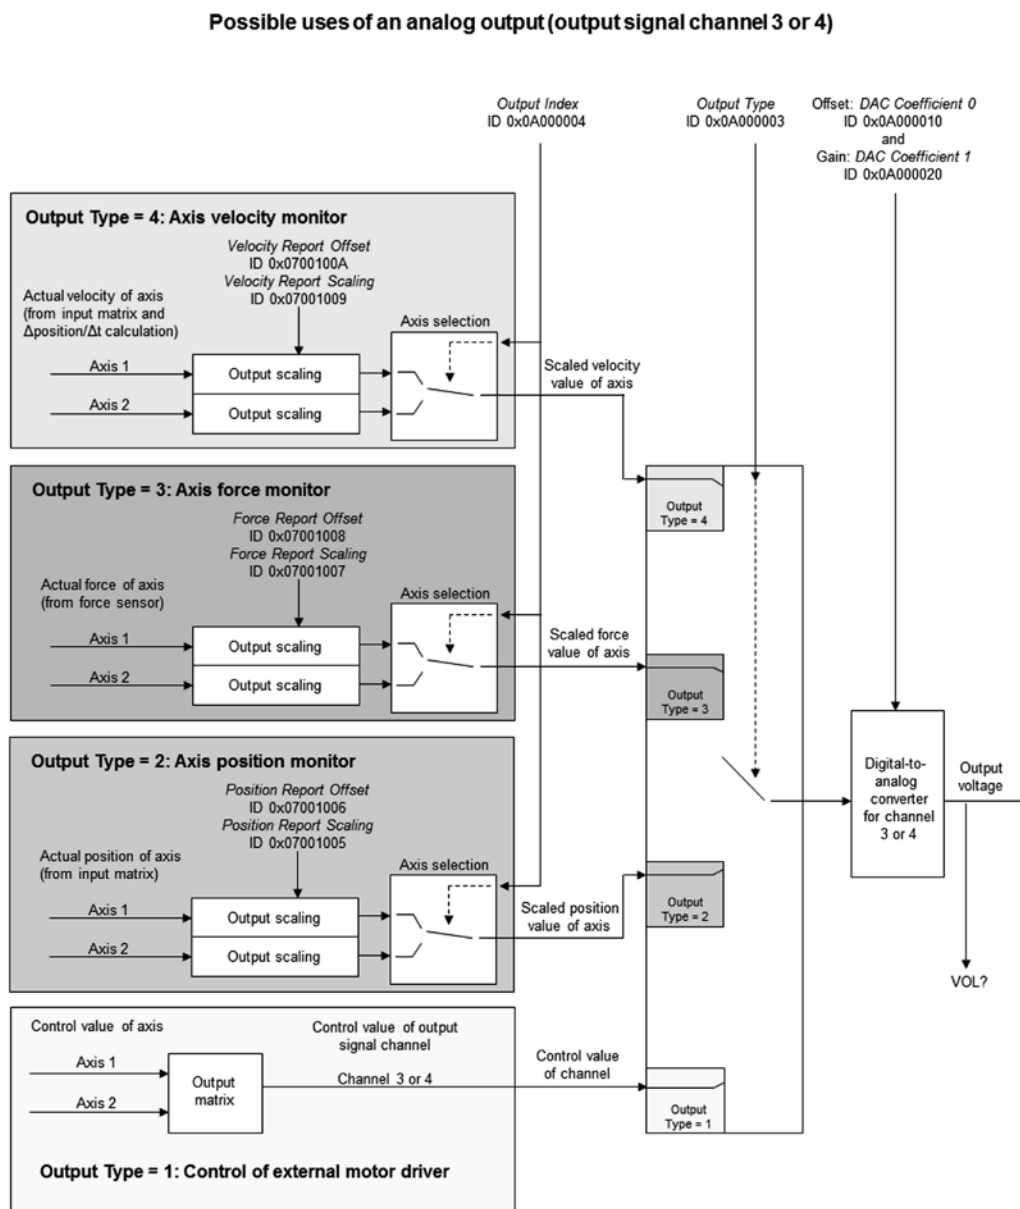 Possible uses of an analog output (output signal channel 3 or 4)
Output Index
ID 0x0A000004
Output Type
ID 0x0A000003
Offset: DAC Coefficient 0
ID 0x0A000010
and
Gain: DAC Coefficient 1
ID 0x0A000020
Output Type = 4: Axis velocity monitor
Velocity Report Offset
ID 0x0700100A
Velocity Report Scaling
ID 0x07001009
Actual velocity of axis
(from input matrix and
Δposition/Δt calculation)
Axis selection
Axis 1
Output scaling
Axis 2
Output scaling
Scaled velocity
value of axis
Output
Type = 4
Output Type = 3: Axis force monitor
Force Report Offset
ID 0x07001008
Force Report Scaling
ID 0x07001007
Actual force of axis
(from force sensor)
Axis selection
Axis 1
Output scaling
Axis 2
Output scaling
Scaled force
value of axis
Output
Type = 3
Output Type = 2: Axis position monitor
Position Report Offset
ID 0x07001006
Position Report Scaling
ID 0x07001005
Actual position of axis
(from input matrix)
Axis selection
Axis 1
Output scaling
Axis 2
Output scaling
Scaled position
value of axis
Output
Type = 2
Digital-to-
analog
converter
for channel
3 or 4
Output
voltage
VOL?
Control value of axis
Control value of output
signal channel
Axis 1
Axis 2
Output
matrix
Channel 3 or 4
Control value
of channel
Output
Type = 1
Output Type = 1: Control of external motor driver